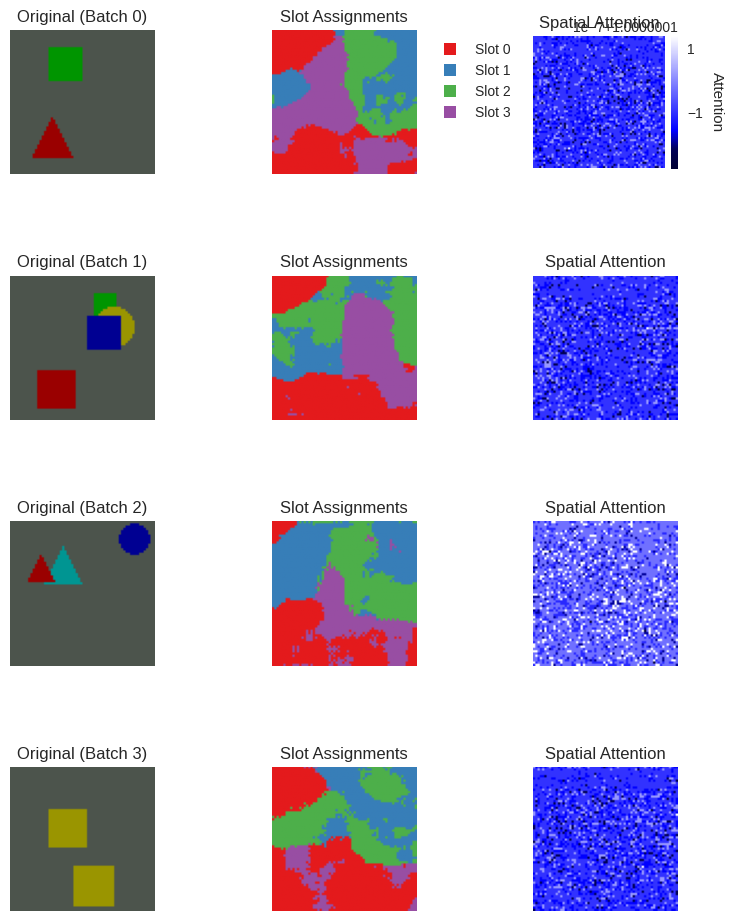 Original (Batch 0)
Slot Assignments
Slot 0
Slot 1
Slot 2
Slot 3
Spatial Attention
1e−7+1.0000001
1
−1
Attention
Original (Batch 1)
Slot Assignments
Spatial Attention
Original (Batch 2)
Slot Assignments
Spatial Attention
Original (Batch 3)
Slot Assignments
Spatial Attention